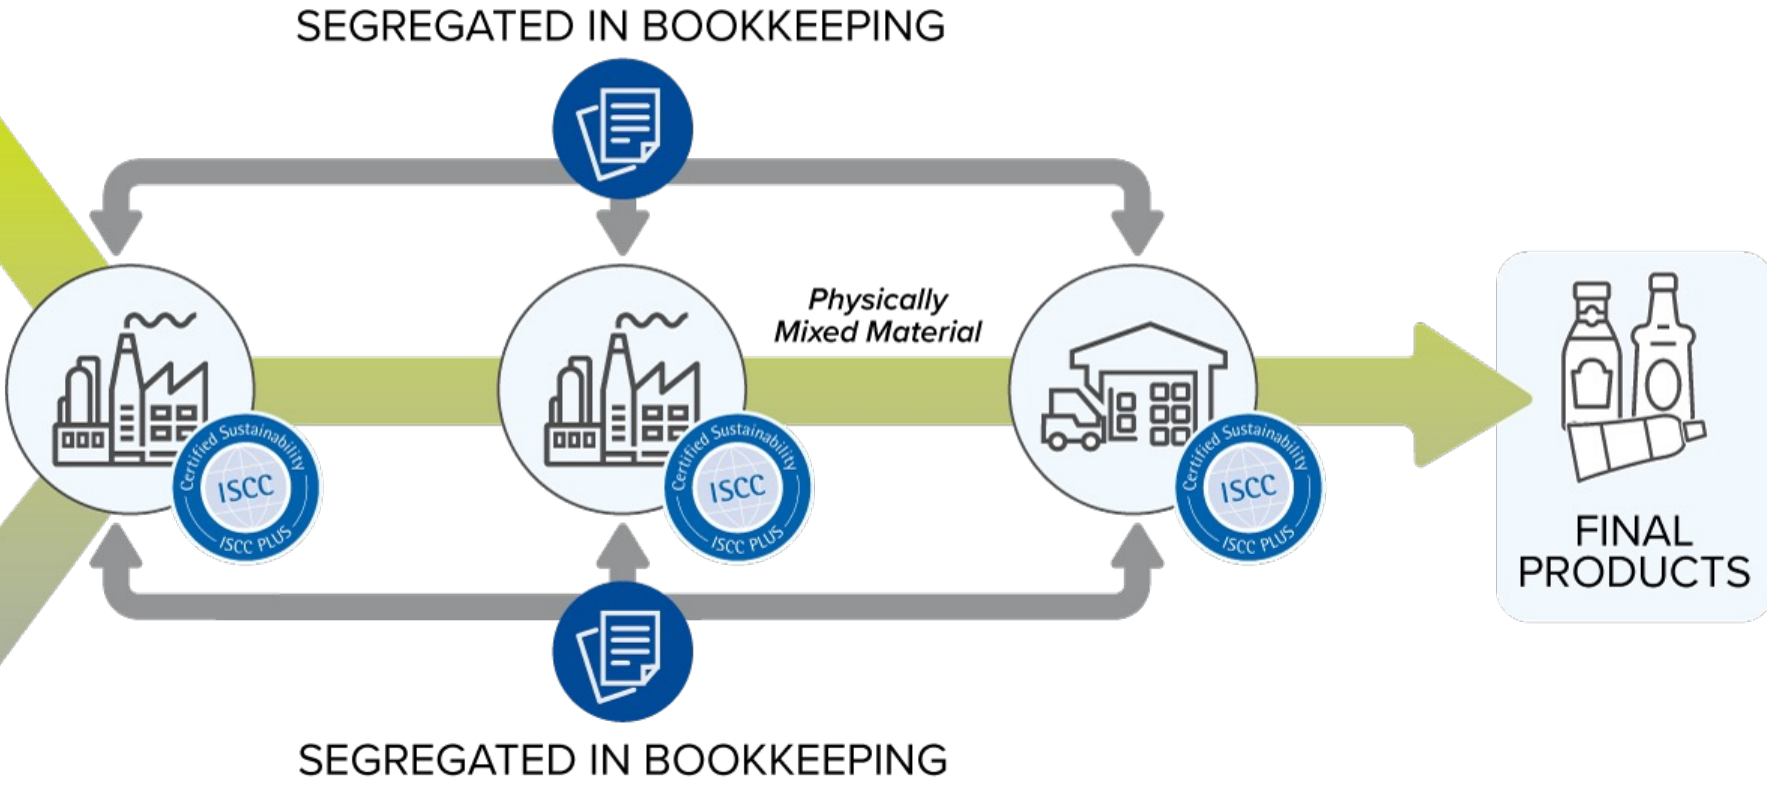 SEGREGATED IN BOOKKEEPING
Physically
Mixed Material
Certified Sustainability
ISCC
ISCC PLUS
Certified Sustainability
ISCC
ISCC PLUS
Certified Sustainability
ISCC
ISCC PLUS
FINAL
PRODUCTS
SEGREGATED IN BOOKKEEPING